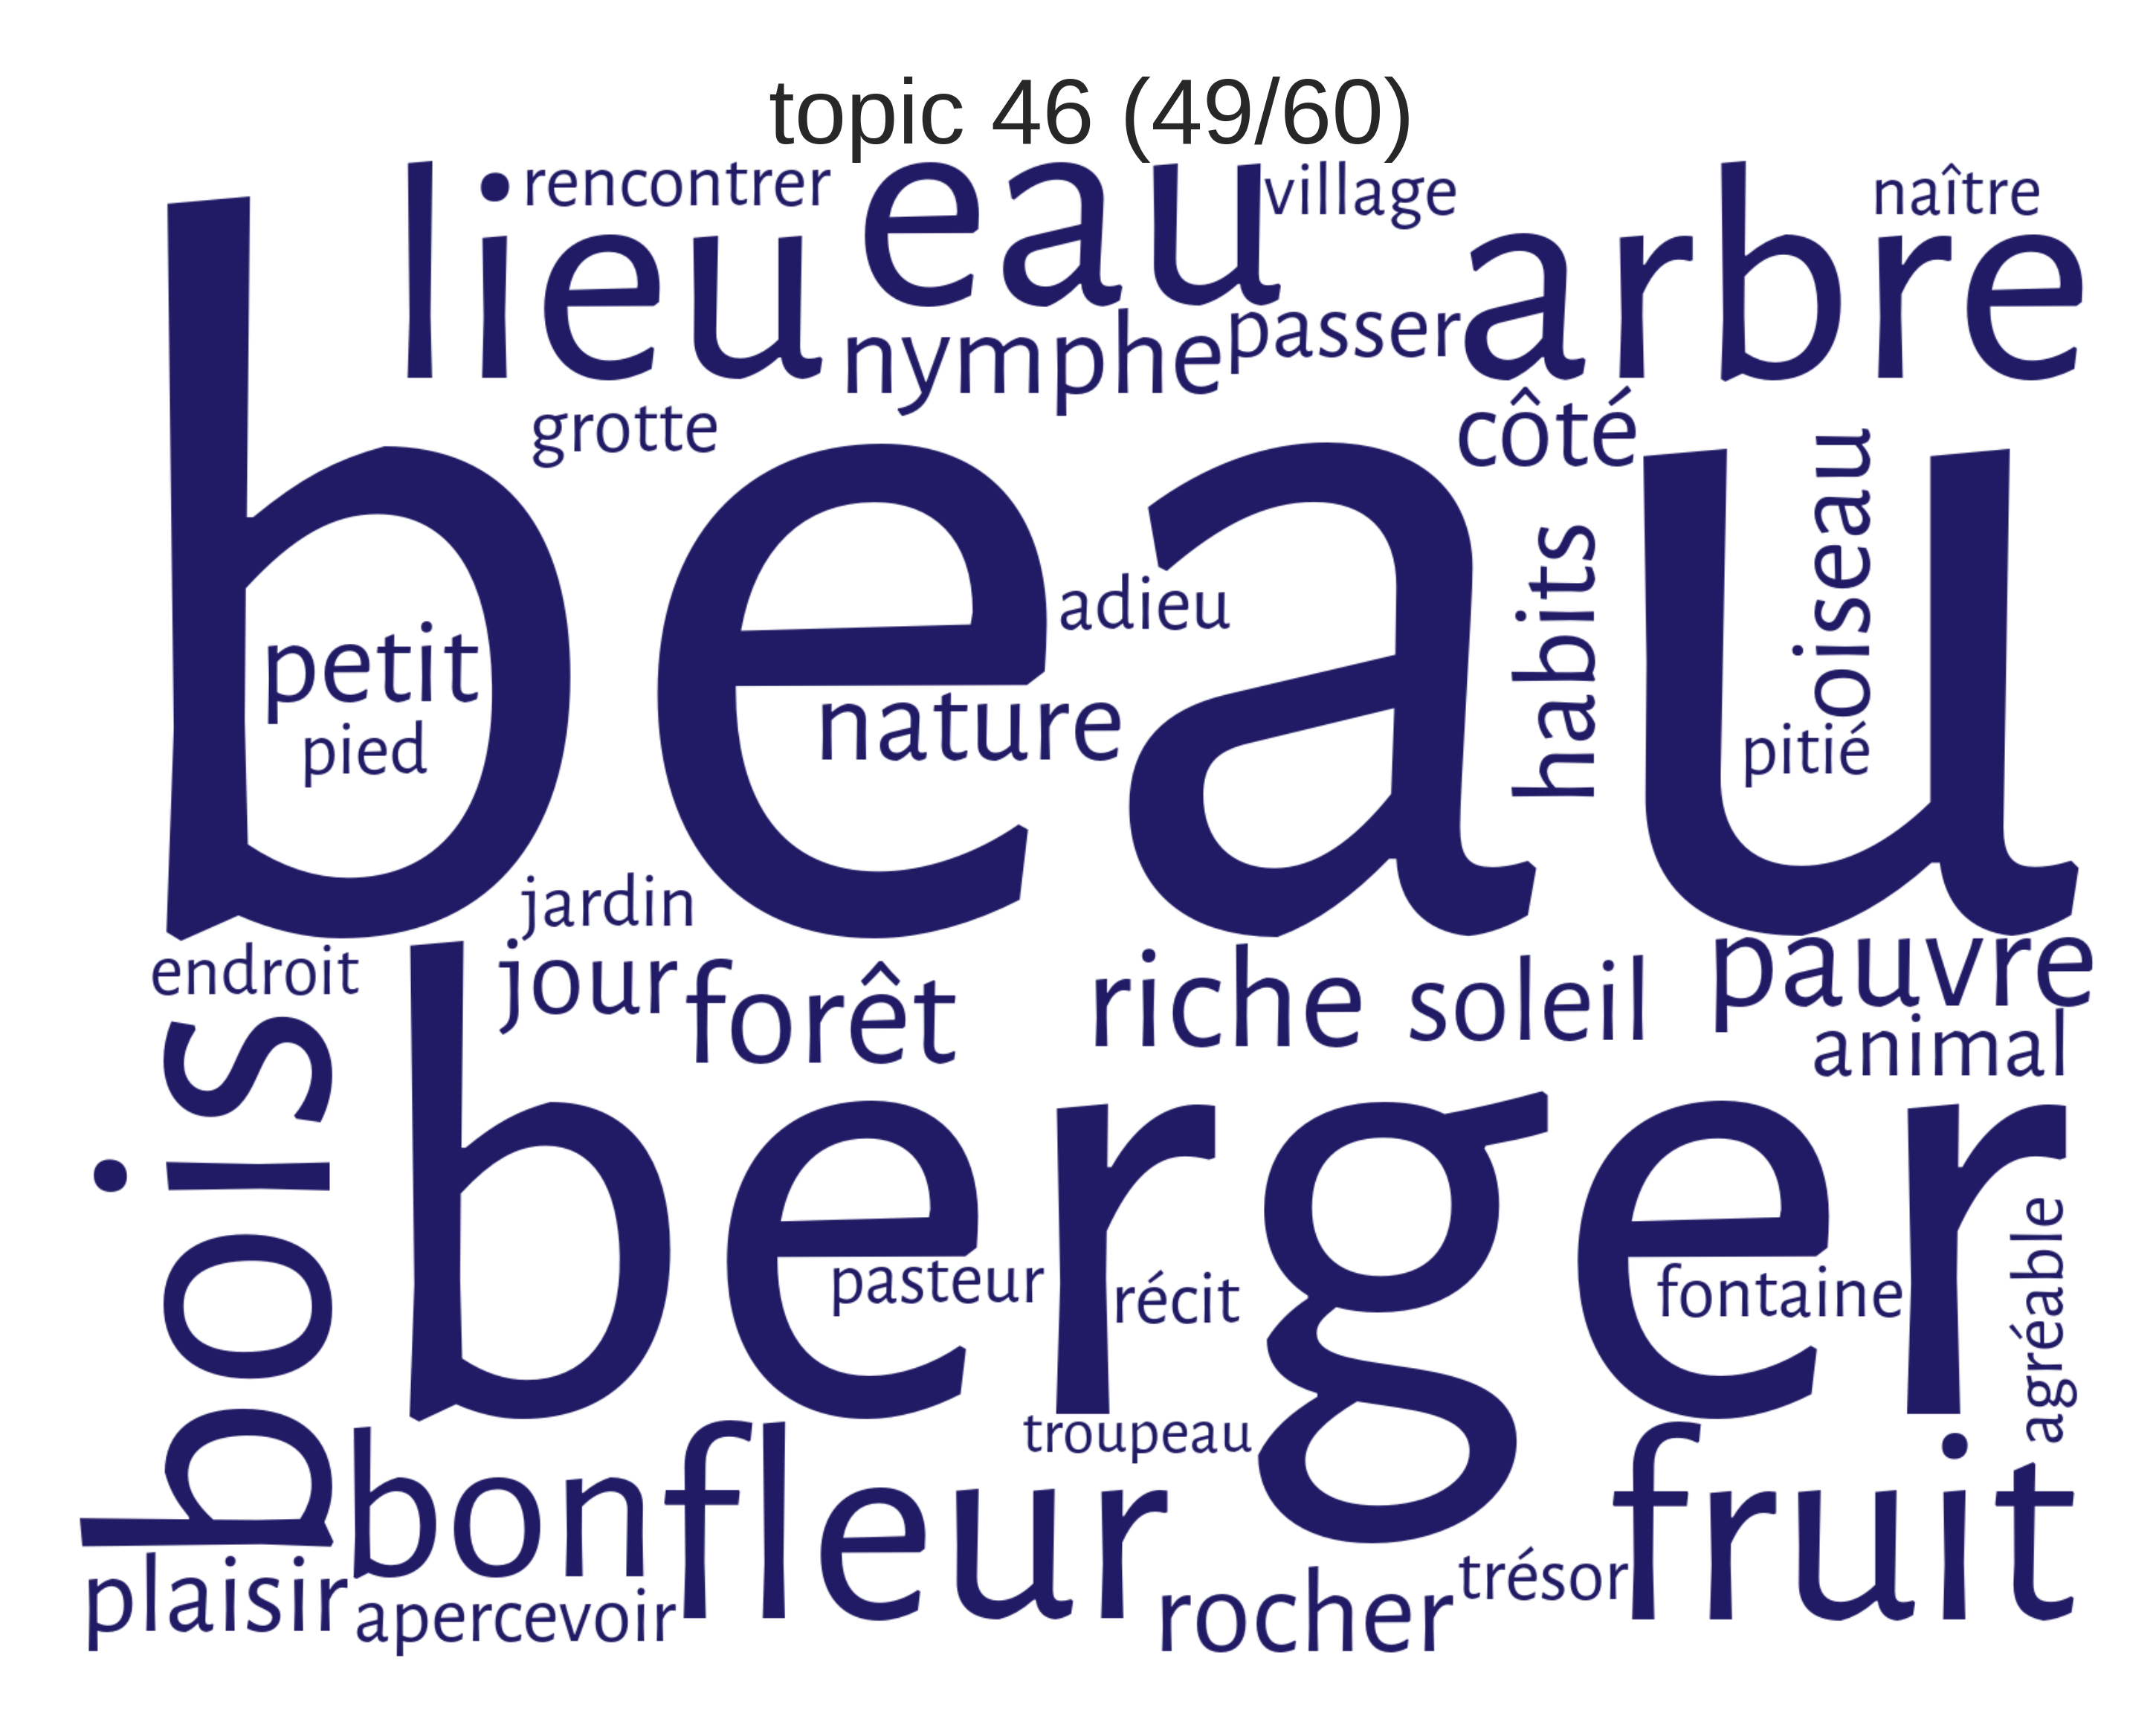 topic 46 (49/60)
lieu rencontrer eau village arbre naître
nymphe passer
grotte côté
beau
petit adieu habits oiseau
pied nature pitié
jardin
endroit jour forêt riche soleil pauvre
animal
bois berger
pasteur récit fontaine agréable
troupeau
bon fleur fruit
plaisir apercevoir rocher trésor